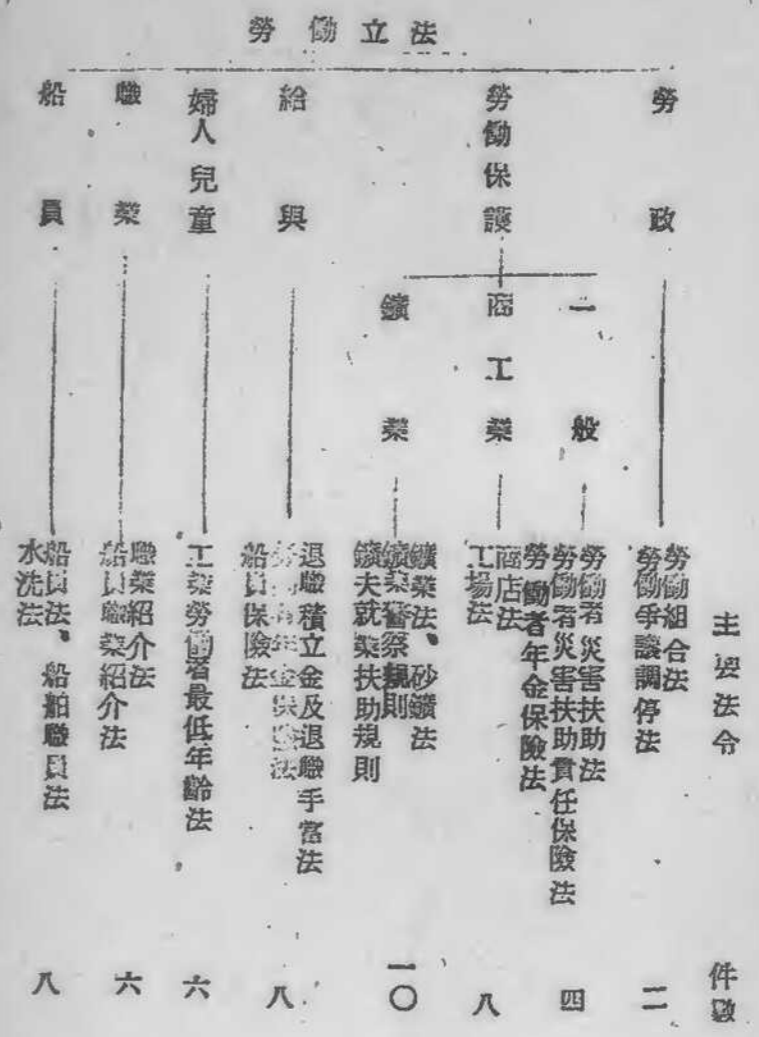 勞働立法
主要法令
件數
勞政
勞働組合法
勞働爭議調停法
二
勞働保護
一般
勞働者災害扶助法
勞働者災害扶助責任保險法
勞働者年金保險法
四
商工業
商店法
工場法
八
鑛業
鑛業法、砂鑛法
鑛業警察規則
鑛夫就業扶助規則
一〇
給與
退職積立金及退職手當法
勞働者年金保險法
船員保險法
八
婦人兒童
工業勞働者最低年齡法
六
職業
職業紹介法
船員職業紹介法
六
船員
船員法、船舶職員法
水洗法
八